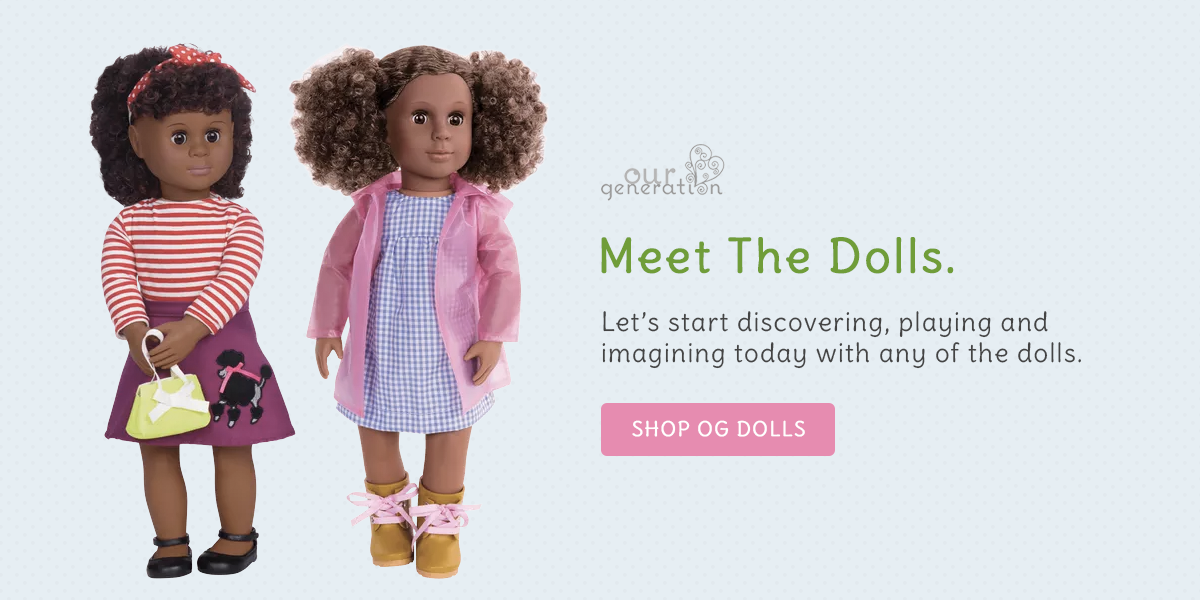 our
generation
Meet The Dolls.
Let's start discovering, playing and
imagining today with any of the dolls.
SHOP OG DOLLS